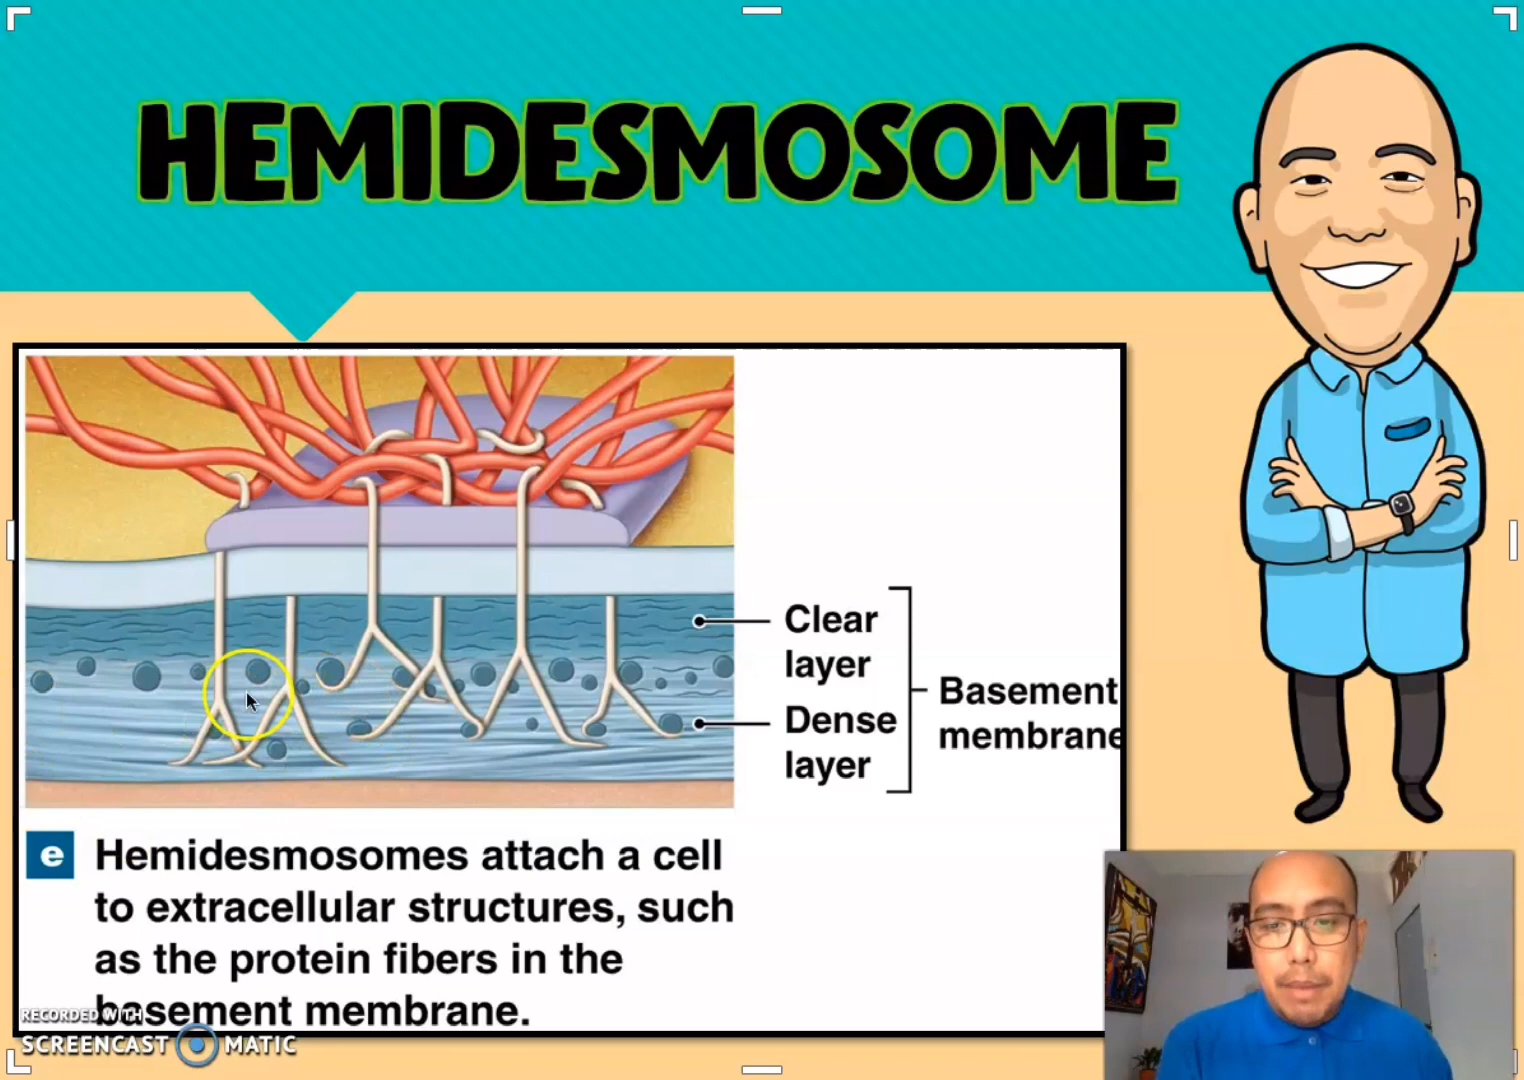 HEMIDESMOSOME
Clear
layer
Dense
layer
Basement
membrane
e
Hemidesmosomes attach a cell
to extracellular structures, such
as the protein fibers in the
basement membrane.
RECORDED WITH
SCREENCAST MATIC